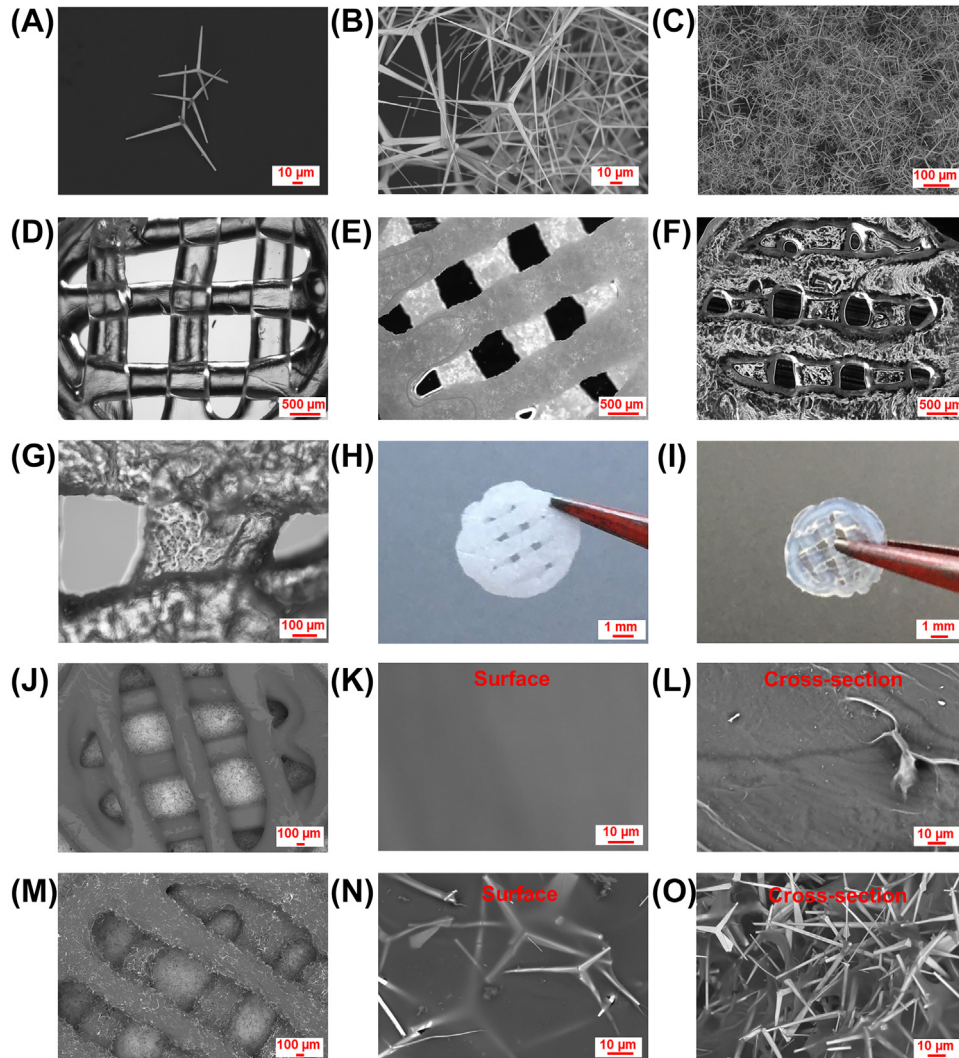 (A)
(B)
(C)
10 µm
10 µm
100 µm
(D)
(E)
(F)
500 µm
500 µm
500 µm
(G)
(H)
(I)
100 µm
1 mm
1 mm
(J)
(K)
(L)
Surface
Cross-section
100 µm
10 µm
10 µm
(M)
(N)
(O)
Surface
Cross-section
100 µm
10 µm
10 µm